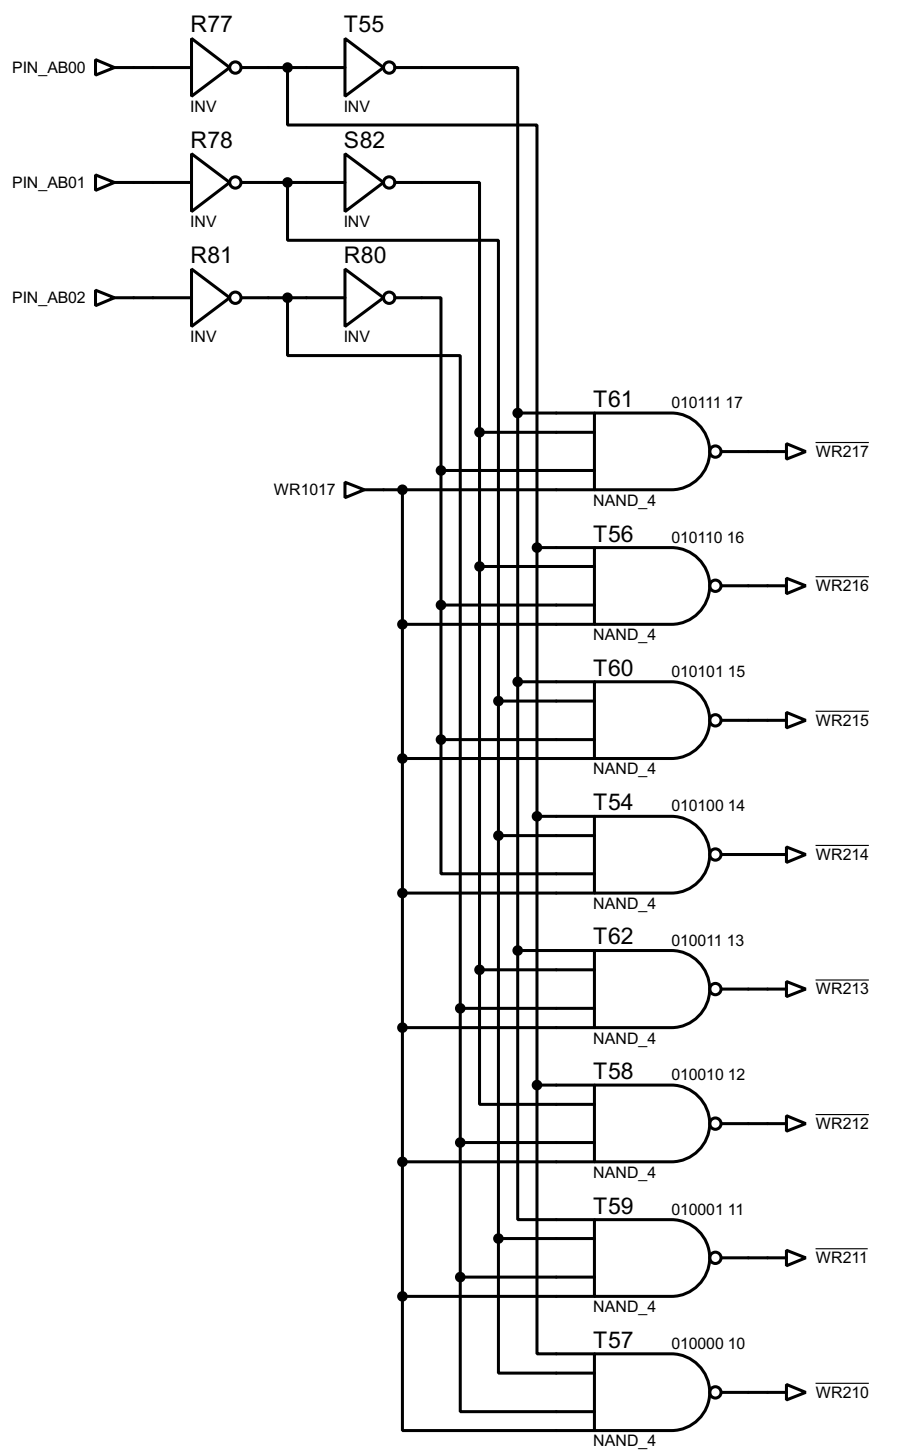 R77 T55
PIN_AB00
INV INV
R78 S82
PIN_AB01
INV INV
R81 R80
PIN_AB02
INV INV
T61 010111 17
WR217
WR1017
NAND_4
T56 010110 16
WR216
NAND_4
T60 010101 15
WR215
NAND_4
T54 010100 14
WR214
NAND_4
T62 010011 13
WR213
NAND_4
T58 010010 12
WR212
NAND_4
T59 010001 11
WR211
NAND_4
T57 010000 10
WR210
NAND_4